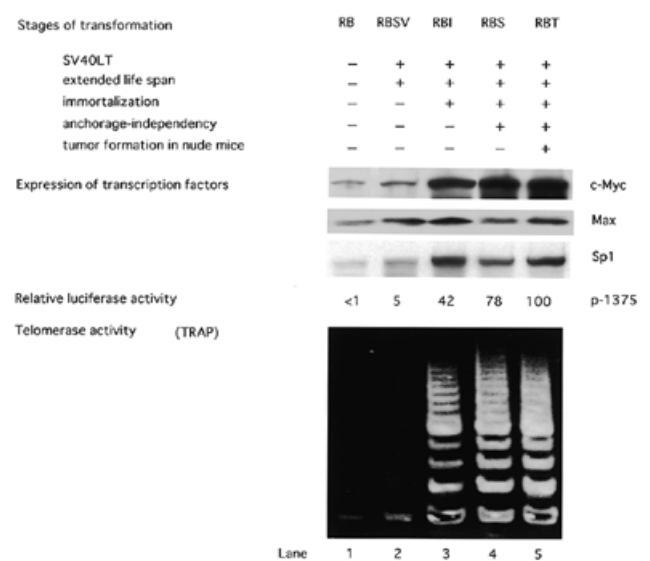 Stages of transformation RB RBSV RBI RBS RBT
SV40LT – + + + +
extended life span – + + + +
immortalization – – + + +
anchorage-independency – – – + +
tumor formation in nude mice – – – – +
Expression of transcription factors c-Myc
Max
Sp1
Relative luciferase activity <1 5 42 78 100 p-1375
Telomerase activity (TRAP)
Lane 1 2 3 4 5